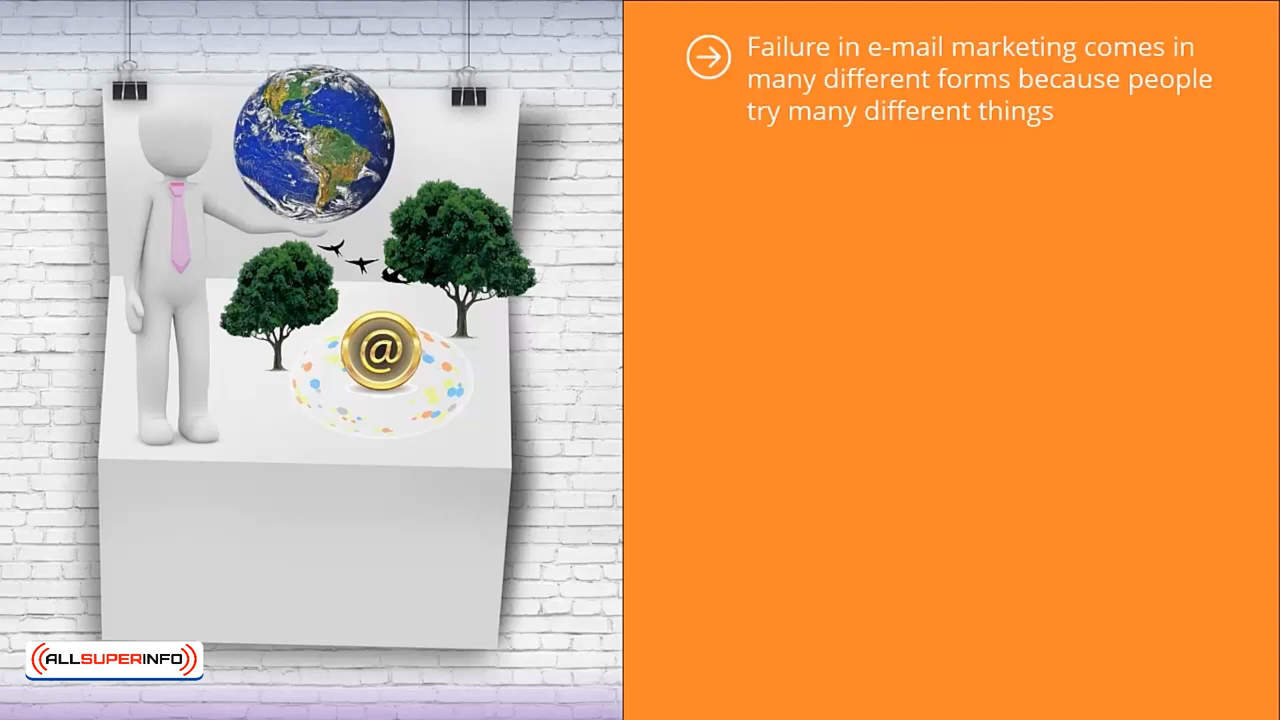 Failure in e-mail marketing comes in
many different forms because people
try many different things
@
((ALLSUPERINFO))